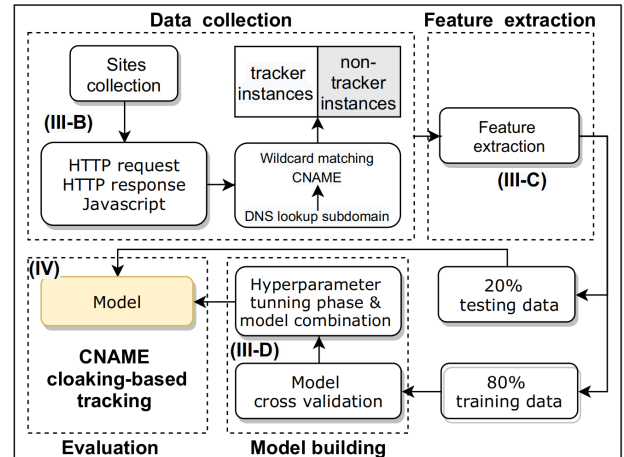 Data collection
Feature extraction
Sites
collection
(III-B)
HTTP request
HTTP response
Javascript
tracker
instances
non-
tracker
instances
Wildcard matching
CNAME
DNS lookup subdomain
Feature
extraction
(III-C)
(IV)
Model
CNAME
cloaking-based
tracking
Evaluation
Hyperparameter
tunning phase &
model combination
(III-D)
Model
cross validation
Model building
20%
testing data
80%
training data